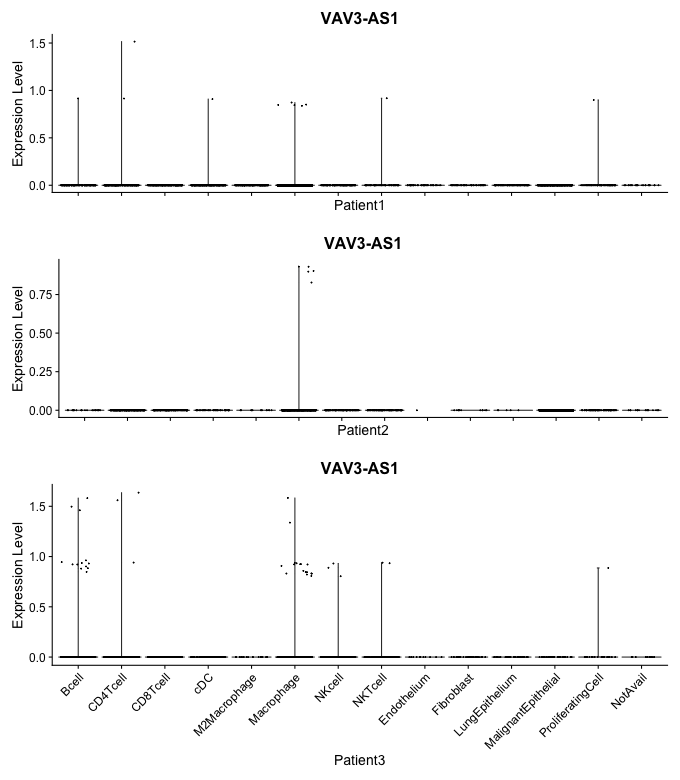 VAV3-AS1
Expression Level
1.5
1.0
0.5
0.0
Patient1
VAV3-AS1
Expression Level
0.75
0.50
0.25
0.00
Patient2
VAV3-AS1
Expression Level
1.5
1.0
0.5
0.0
Bcell
CD4Tcell
CD8Tcell
cDC
M2Macrophage
Macrophage
NKcell
NKTcell
Endothelium
Fibroblast
LungEpithelium
MalignantEpithelial
ProliferatingCell
NotAvail
Patient3